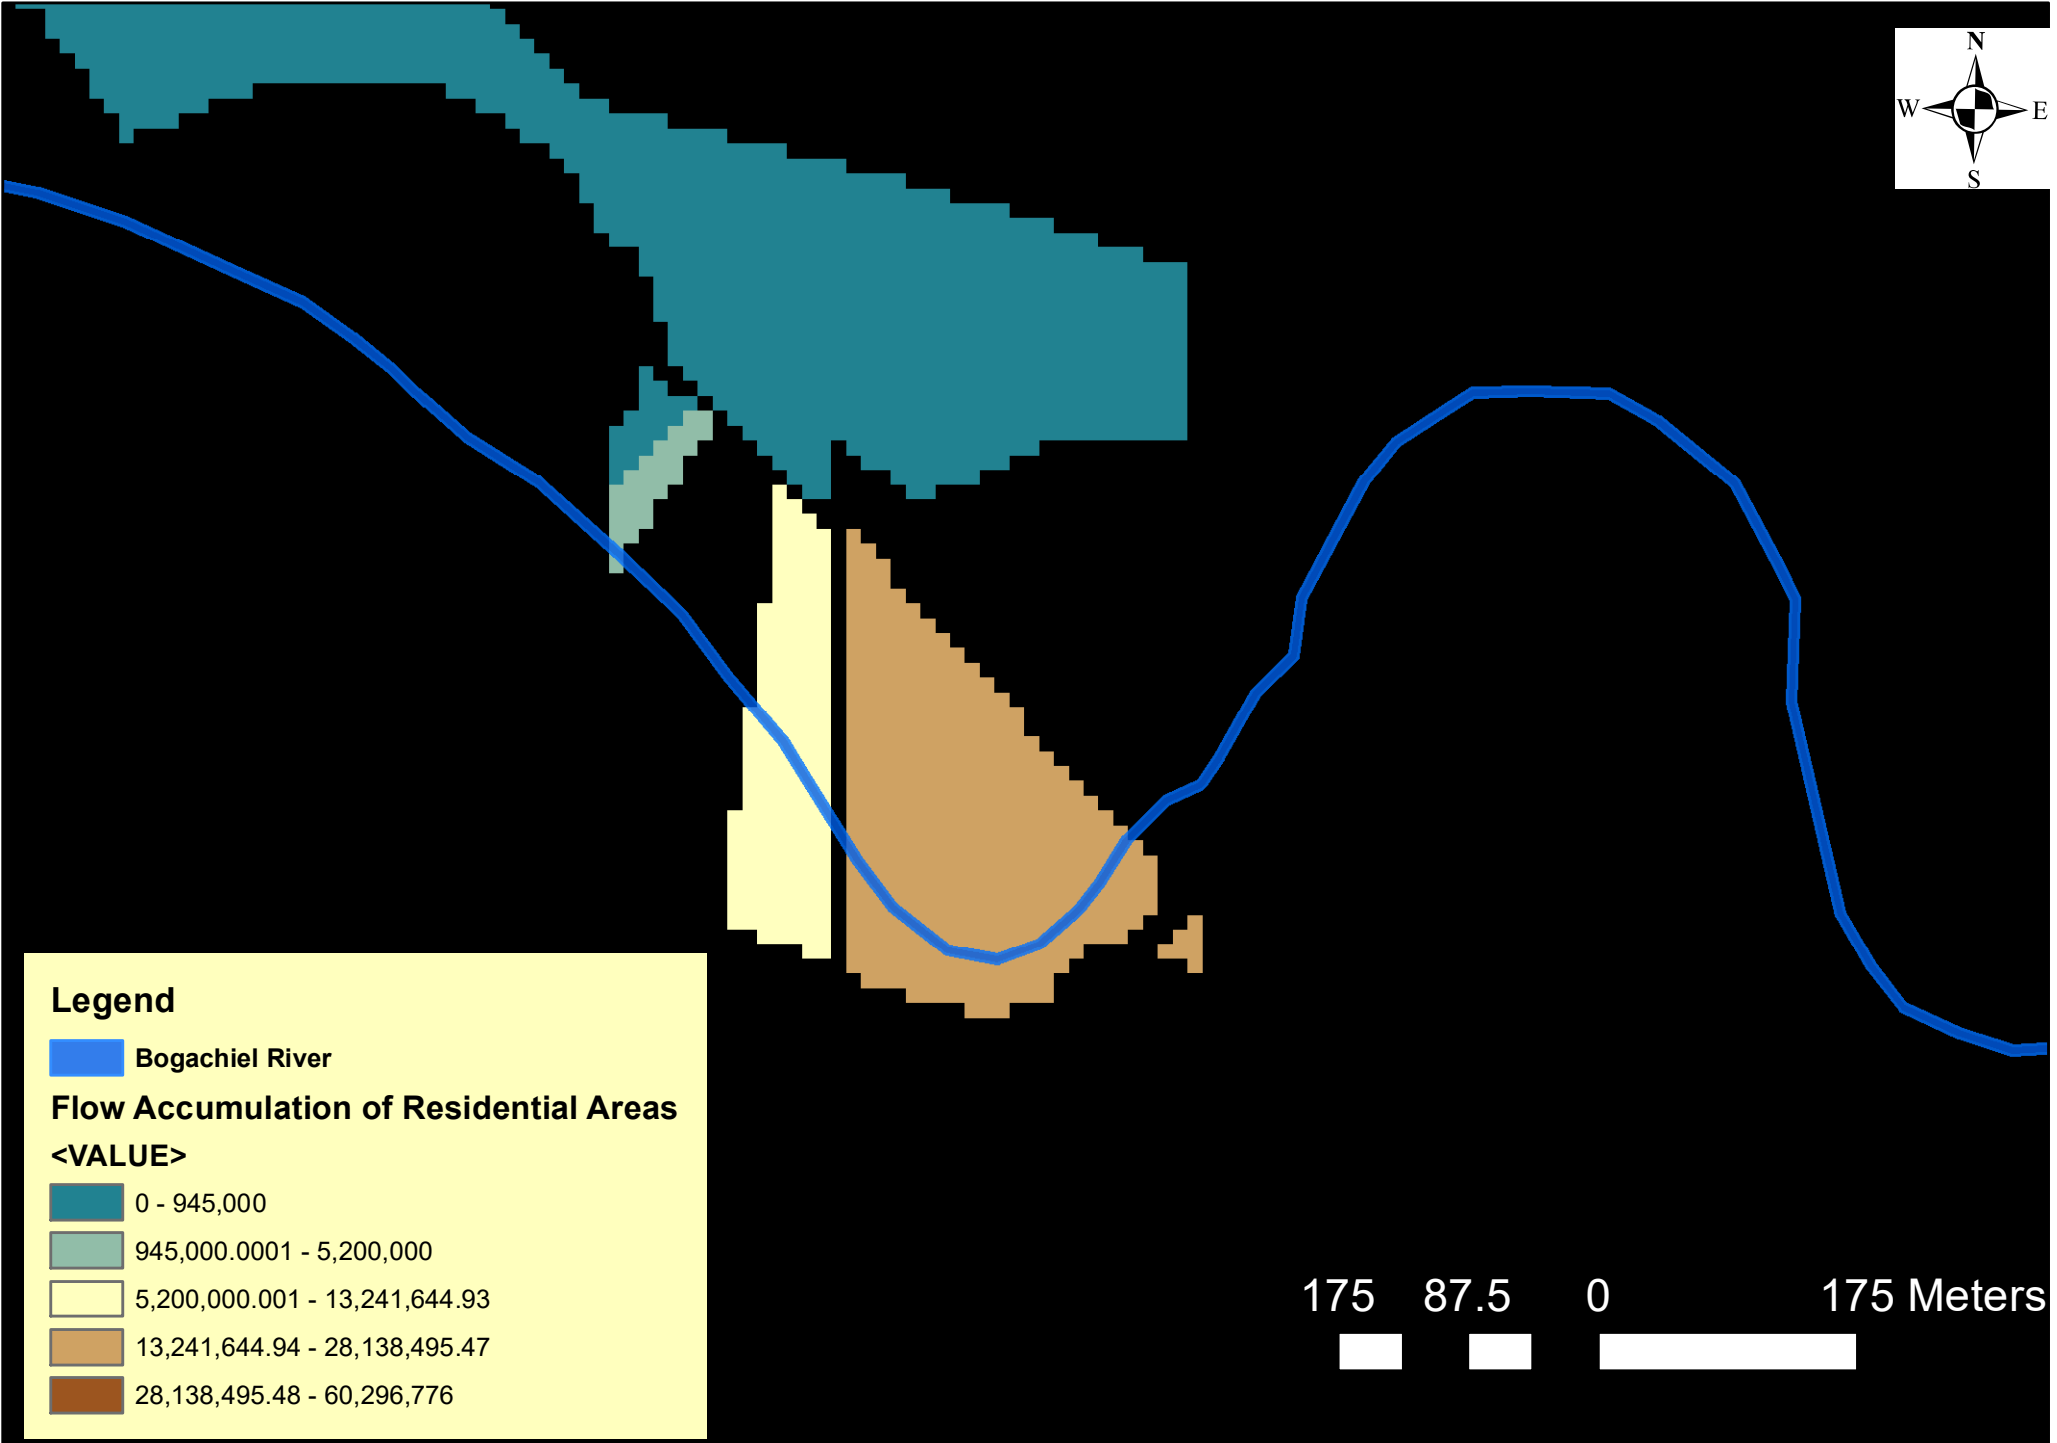 N
W E
S
Legend
Bogachiel River
Flow Accumulation of Residential Areas
<VALUE>
0 - 945,000
945,000.0001 - 5,200,000
5,200,000.001 - 13,241,644.93
13,241,644.94 - 28,138,495.47
28,138,495.48 - 60,296,776
175 87.5 0 175 Meters